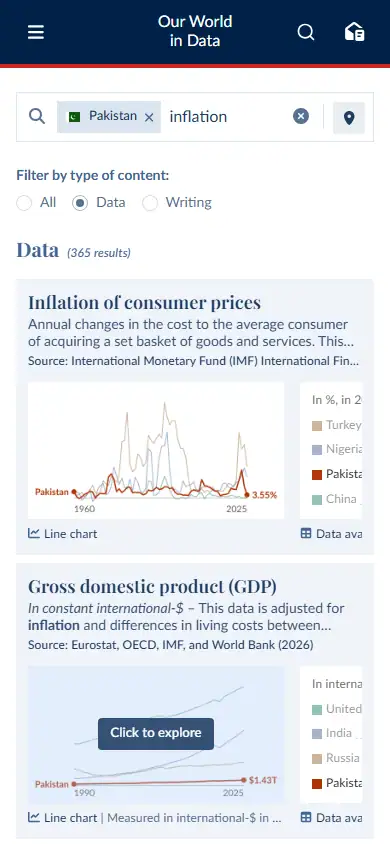 Our World
in Data
Pakistan
inflation
Filter by type of content:
All
Data
Writing
Data (365 results)
Inflation of consumer prices
Annual changes in the cost to the average consumer
of acquiring a set basket of goods and services. This...
Source: International Monetary Fund (IMF) International Fin...
In %, in 2
Turkey
Nigeria
Pakista
China
Pakistan
3.55%
1960
2025
Line chart
Data ava
Gross domestic product (GDP)
In constant international-$ – This data is adjusted for
inflation and differences in living costs between...
Source: Eurostat, OECD, IMF, and World Bank (2026)
In interna
United
India
Russia
Pakista
Click to explore
Pakistan
$1.43T
1990
2025
Line chart | Measured in international-$ in ...
Data ava